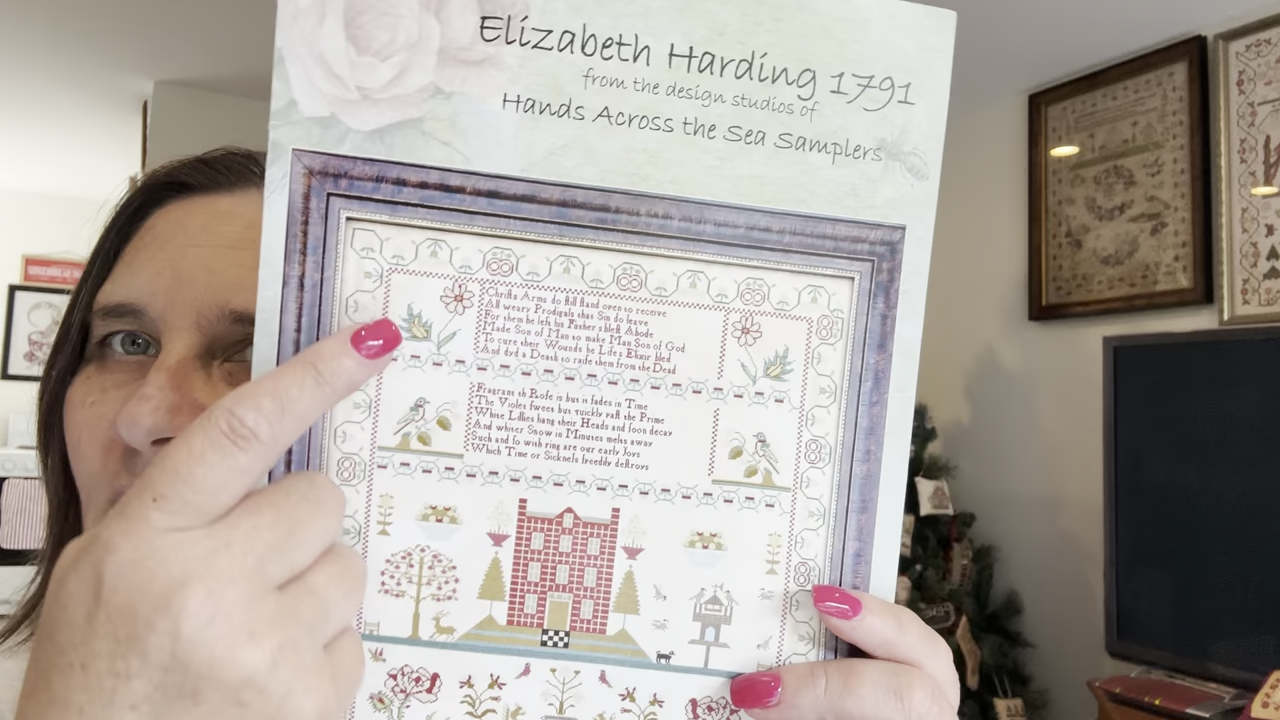 Elizabeth Harding 1791
from the design studios of
Hands Across the Sea Samplers
Christs Arms do still stand open to receive
All weary Prodigals that Sin do leave
For them he left his Father's blest Abode
Made Son of Man to make Man Son of God
To cure their Wounds he Lifes Elixir bled
And dyd a Death to raise them from the Dead
Fragrant th Rose is but it fades in Time
The Violet sweet but quickly past the Prime
White Lillies hang their Heads and soon decay
And whiter Snow in Minutes melts away
Such and so with'ring are our early Joys
Which Time or Sickness speedily destroys